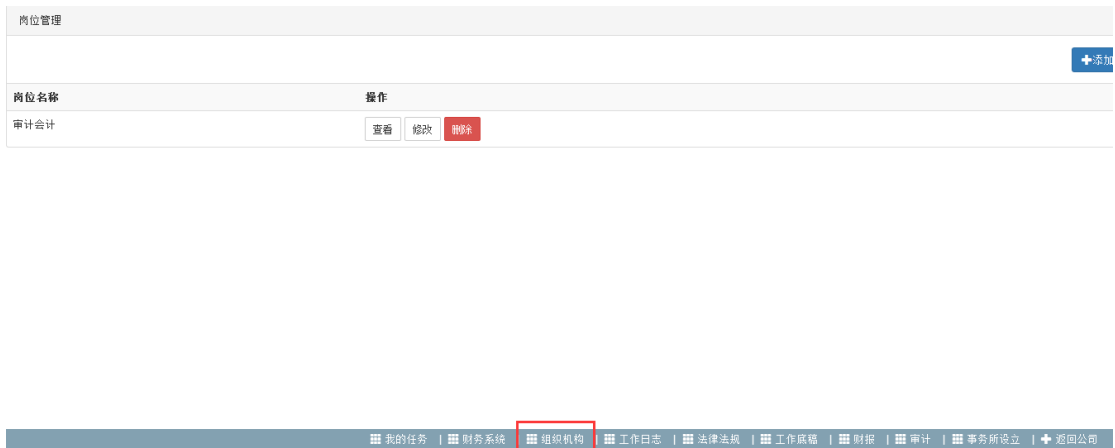 岗位管理
添加
岗位名称 操作
审计会计 查看 修改 删除
我的任务 | 财务系统 | 组织机构 | 工作日志 | 法律法规 | 工作底稿 | 财报 | 审计 | 事务所设立 | 返回公司